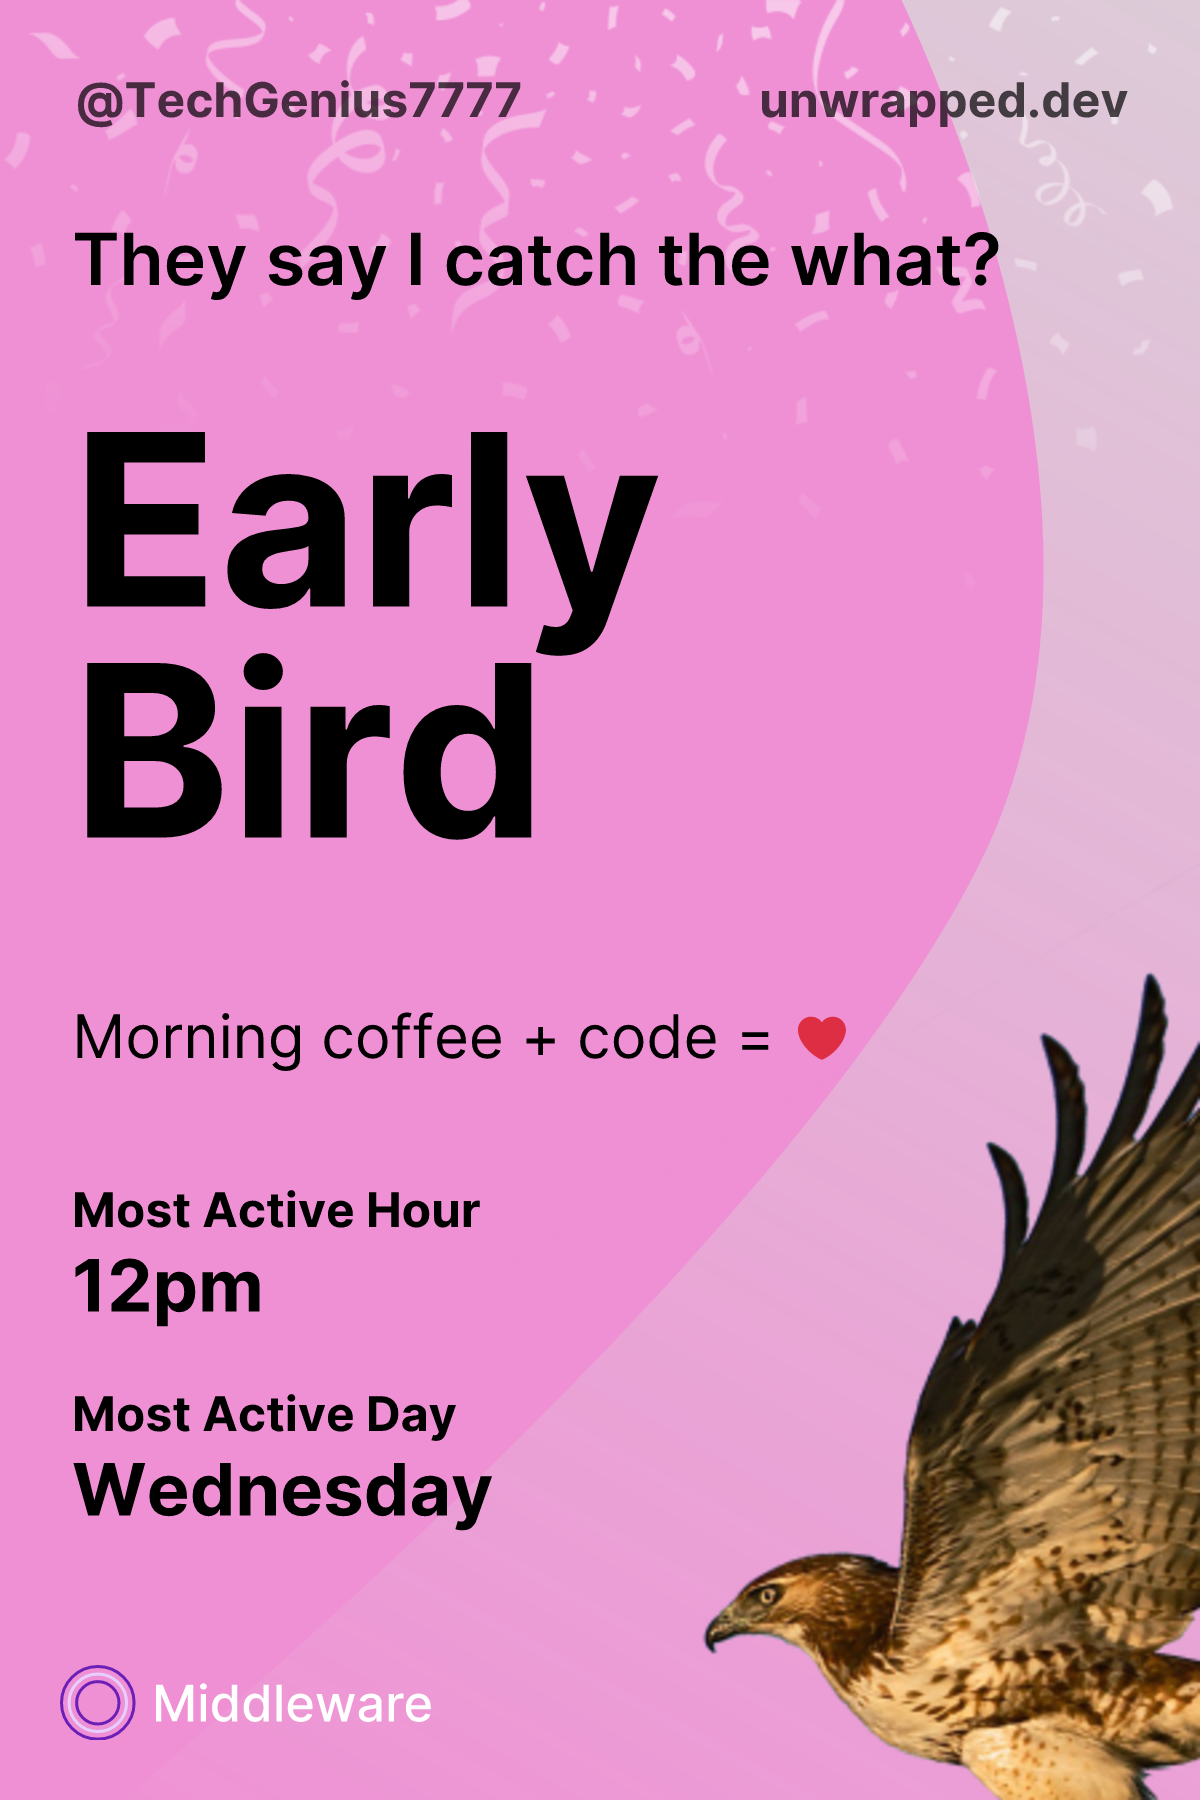 @TechGenius7777 unwrapped.dev
They say I catch the what?
Early
Bird
Morning coffee + code = ❤️
Most Active Hour
12pm
Most Active Day
Wednesday
Middleware